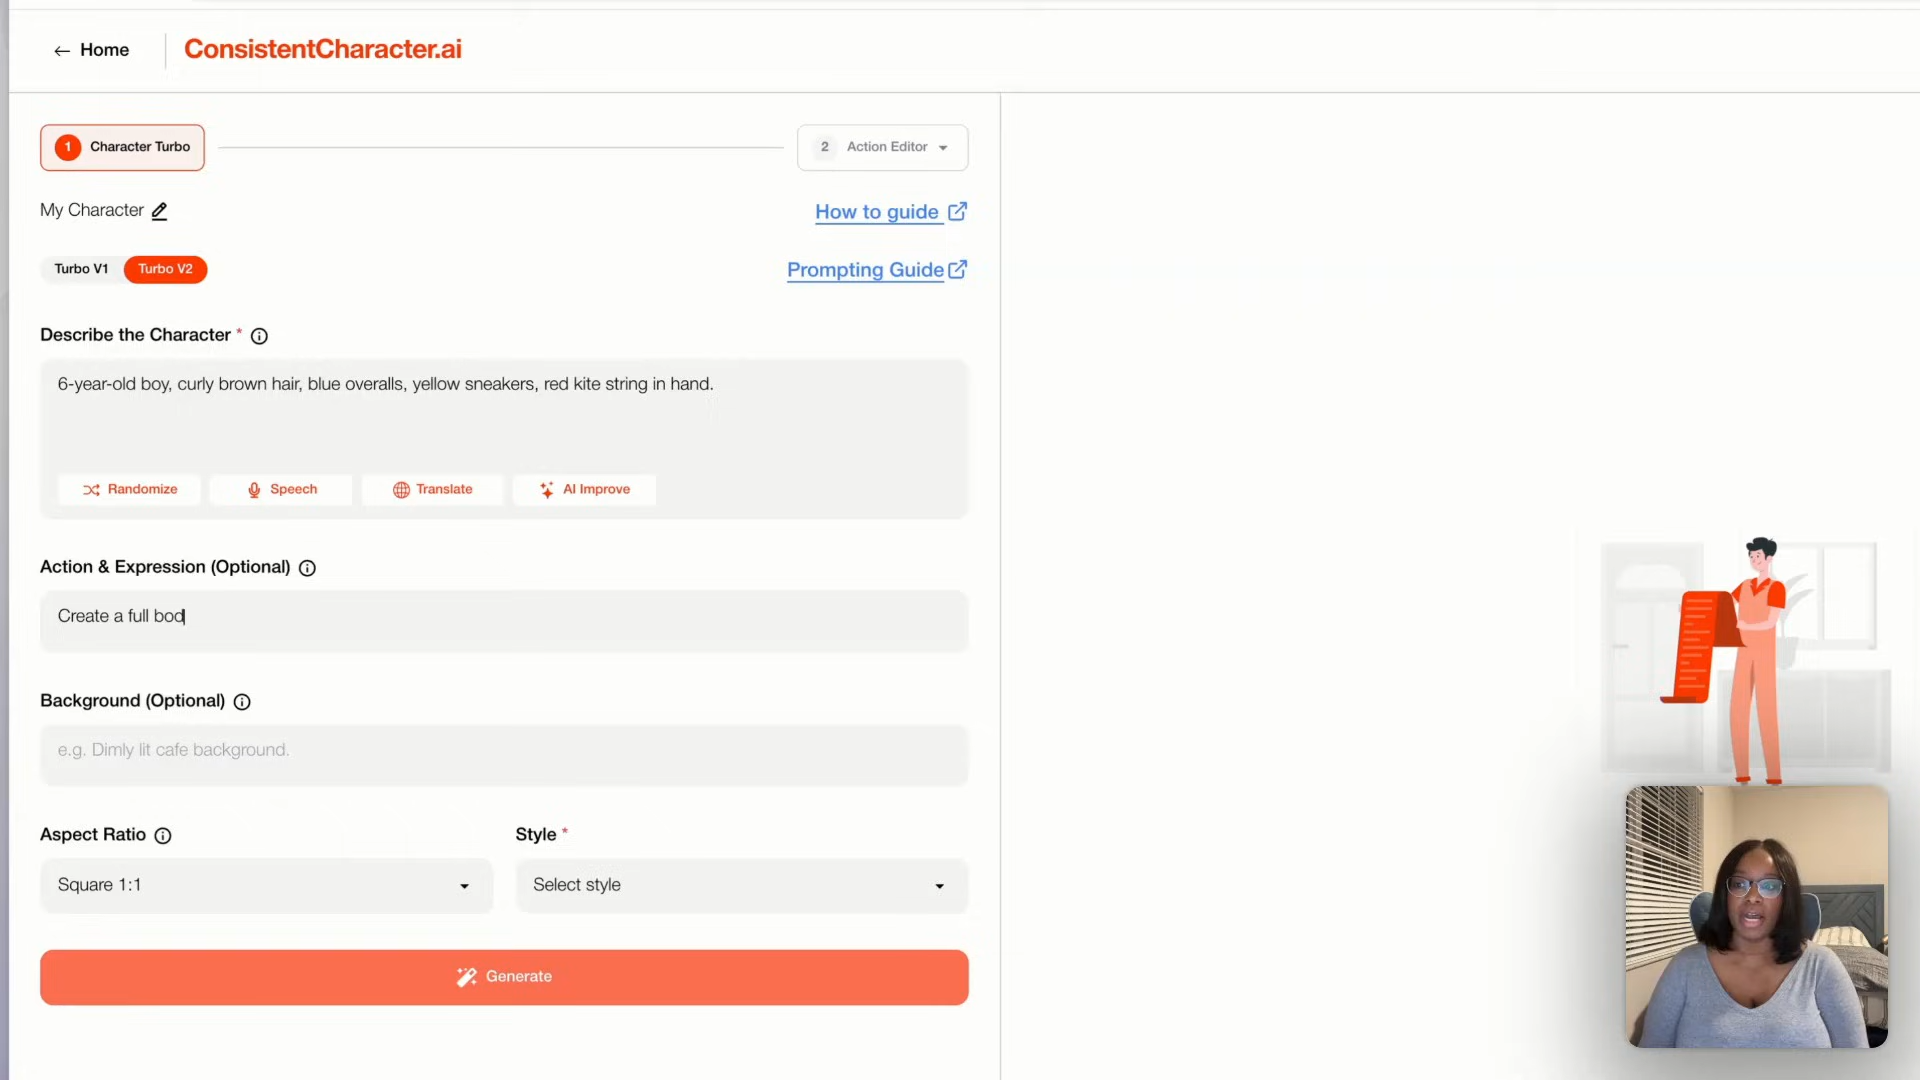 ← Home
ConsistentCharacter.ai
1 Character Turbo
2 Action Editor
My Character
How to guide
Turbo V1
Turbo V2
Prompting Guide
Describe the Character *
6-year-old boy, curly brown hair, blue overalls, yellow sneakers, red kite string in hand.
Randomize
Speech
Translate
AI Improve
Action & Expression (Optional)
Create a full bod
Background (Optional)
e.g. Dimly lit cafe background.
Aspect Ratio
Style *
Square 1:1
Select style
Generate